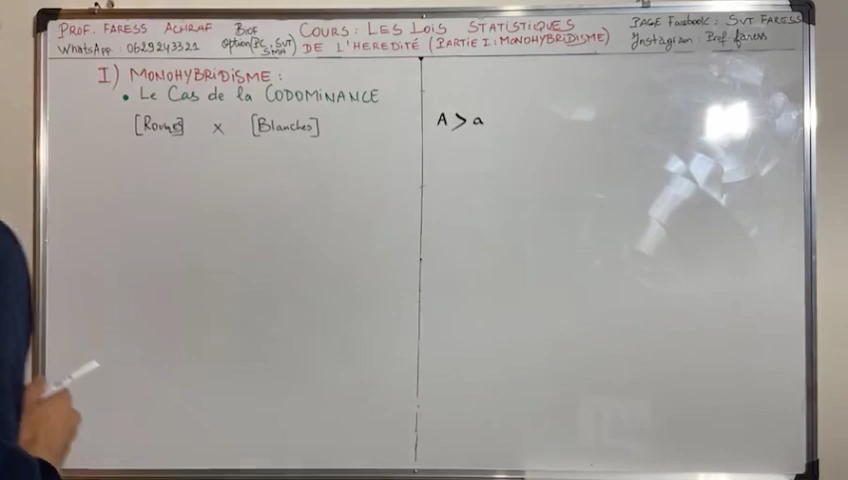 PROF. FARESS ACHRAF
WhatsApp : 0629243321
BIOF
Option(PC, SVT
SMA)
COURS : LES LOIS STATISTIQUES
DE L'HEREDITÉ (PARTIE I : MONOHYBRIDISME)
PAGE Facebook : SVT FARESS
Instagram : Prof. faress
I) MONOHYBRIDISME :
• Le Cas de la CODOMINANCE
[Rouges] x [Blanches]
A > a